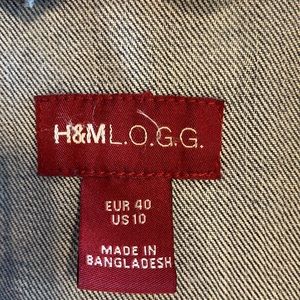 H&M L.O.G.G.
EUR 40
US 10
MADE IN
BANGLADESH